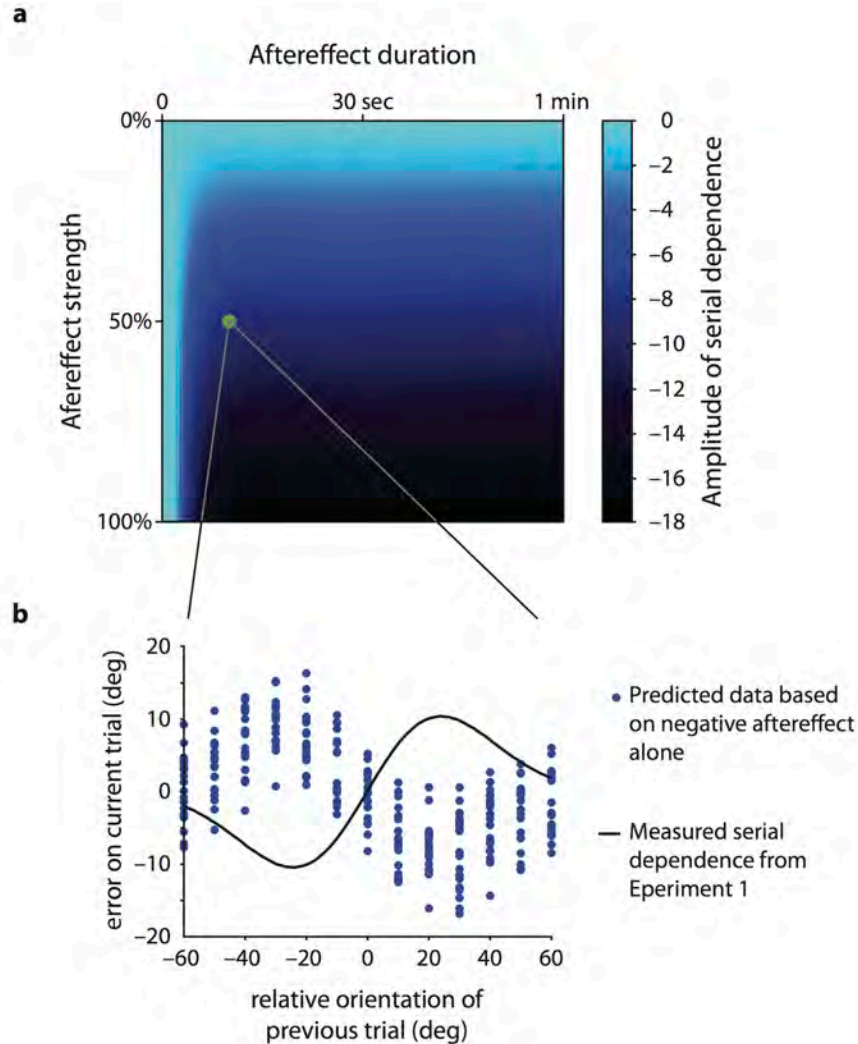 a
Aftereffect duration
0 30 sec 1 min
0%
50%
100%
Afereffect strength
0
−2
−4
−6
−8
−10
−12
−14
−16
−18
Amplitude of serial dependence
b
20
10
0
−10
−20
error on current trial (deg)
−60 −40 −20 0 20 40 60
relative orientation of
previous trial (deg)
Predicted data based
on negative aftereffect
alone
Measured serial
dependence from
Eperiment 1